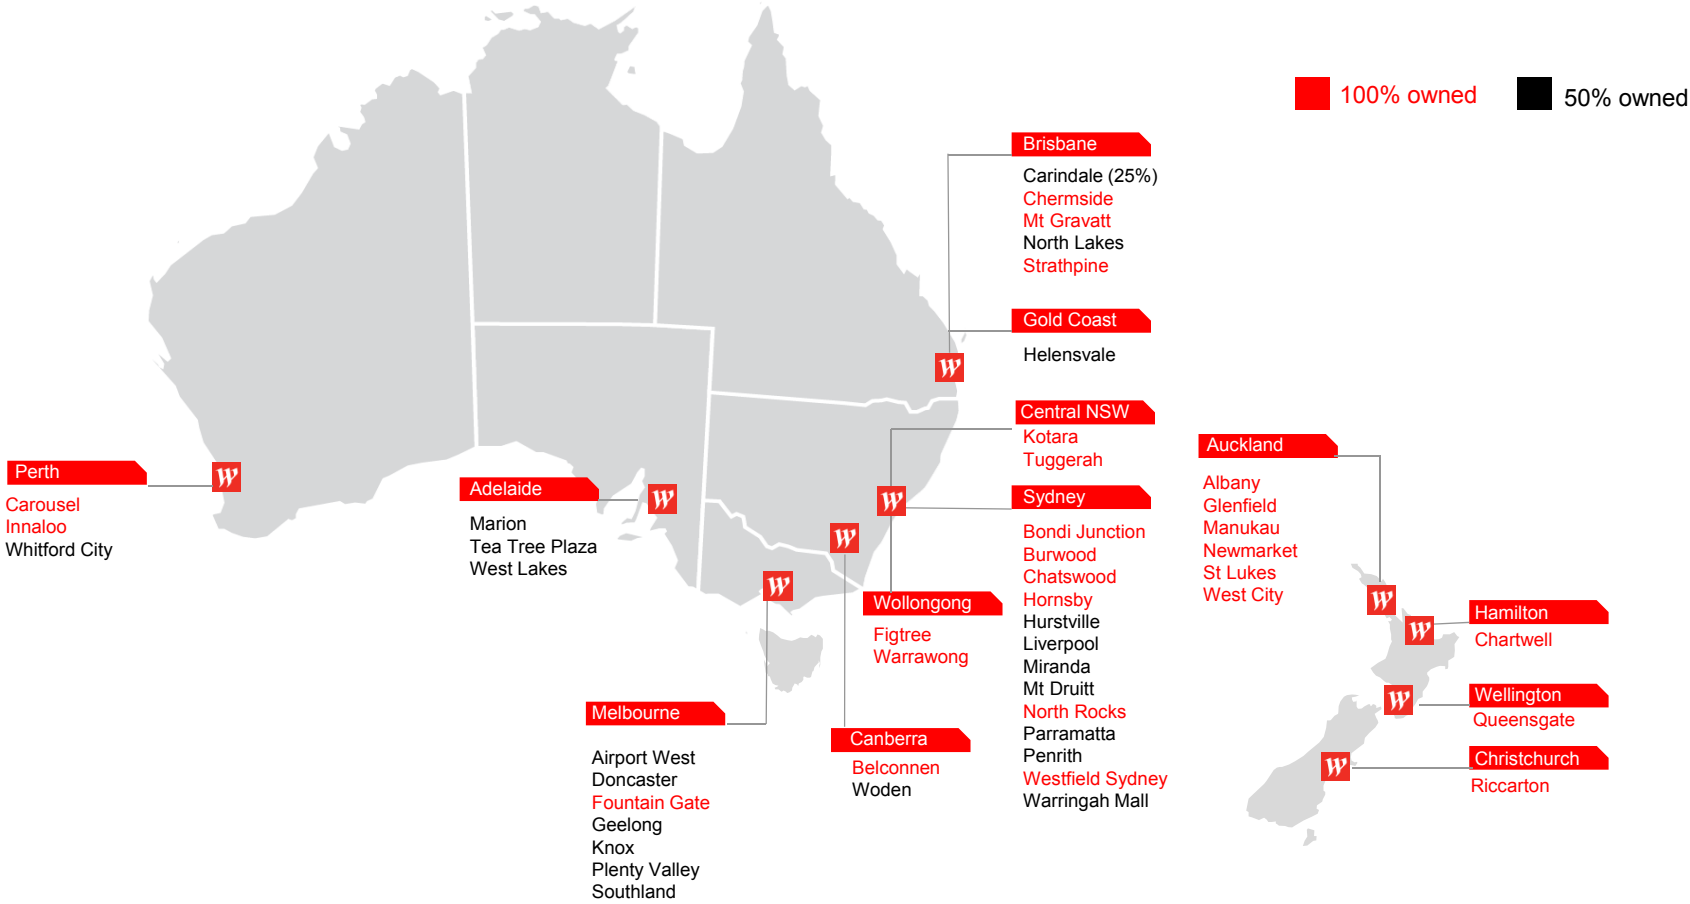 100% owned
50% owned
Brisbane
Carindale (25%)
Chermside
Mt Gravatt
North Lakes
Strathpine
Gold Coast
Helensvale
Central NSW
Kotara
Tuggerah
Sydney
Bondi Junction
Burwood
Chatswood
Hornsby
Hurstville
Liverpool
Miranda
Mt Druitt
North Rocks
Parramatta
Penrith
Westfield Sydney
Warringah Mall
Perth
Carousel
Innaloo
Whitford City
Adelaide
Marion
Tea Tree Plaza
West Lakes
Wollongong
Figtree
Warrawong
Melbourne
Airport West
Doncaster
Fountain Gate
Geelong
Knox
Plenty Valley
Southland
Canberra
Belconnen
Woden
Auckland
Albany
Glenfield
Manukau
Newmarket
St Lukes
West City
Hamilton
Chartwell
Wellington
Queensgate
Christchurch
Riccarton
W
W
W
W
W
W
W
W
W
W